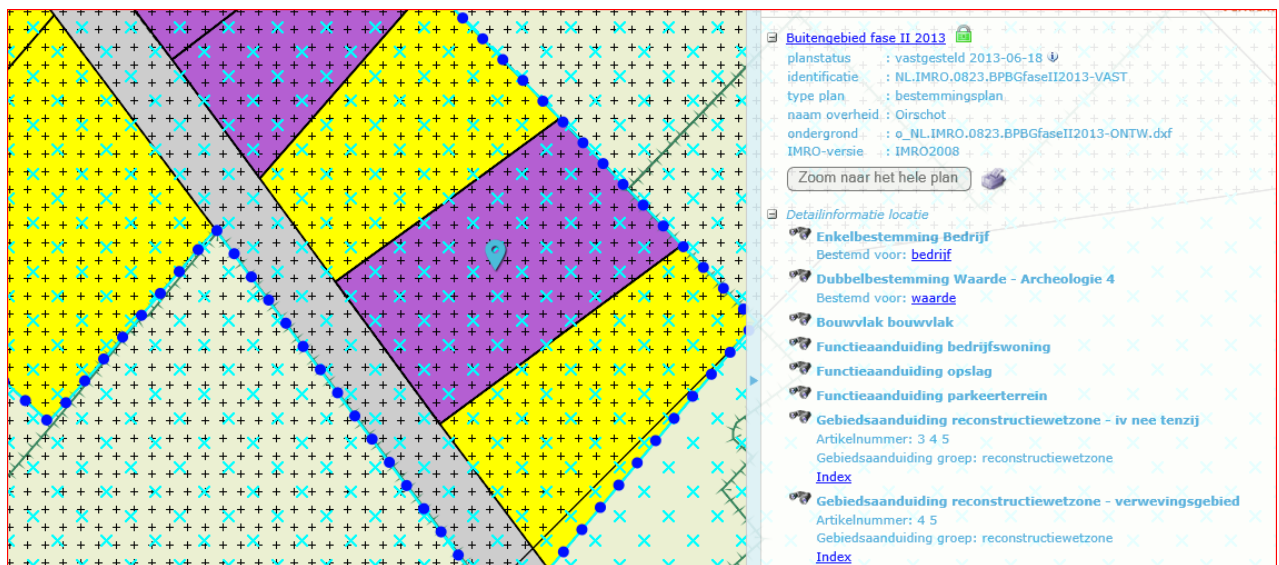 Buitengebied fase II 2013
planstatus : vastgesteld 2013-06-18
identificatie : NL.IMRO.0823.BPBGfaseII2013-VAST
type plan : bestemmingsplan
naam overheid : Oirschot
ondergrond : o_NL.IMRO.0823.BPBGfaseII2013-ONTW.dxf
IMRO-versie : IMRO2008
Zoom naar het hele plan
Detailinformatie locatie
Enkelbestemming Bedrijf
Bestemd voor: bedrijf
Dubbelbestemming Waarde - Archeologie 4
Bestemd voor: waarde
Bouwvlak bouwvlak
Functieaanduiding bedrijfswoning
Functieaanduiding opslag
Functieaanduiding parkeerterrein
Gebiedsaanduiding reconstructiewetzone - iv nee tenzij
Artikelnummer: 3 4 5
Gebiedsaanduiding groep: reconstructiewetzone
Index
Gebiedsaanduiding reconstructiewetzone - verwevingsgebied
Artikelnummer: 4 5
Gebiedsaanduiding groep: reconstructiewetzone
Index